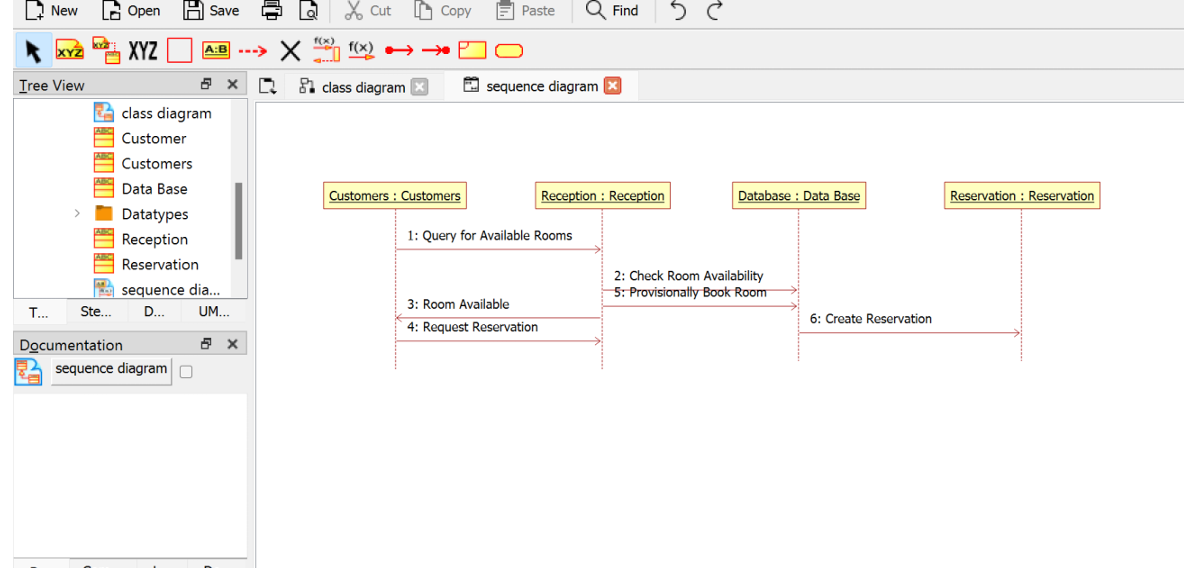 New Open Save Cut Copy Paste Find
XYZ XYZ XYZ A:B f(x) f(x)
Tree View
class diagram sequence diagram
class diagram
Customer
Customers
Data Base
Datatypes
Reception
Reservation
sequence dia...
T... Ste... D... UM...
Documentation
sequence diagram
Customers : Customers Reception : Reception Database : Data Base Reservation : Reservation
1: Query for Available Rooms
2: Check Room Availability
5: Provisionally Book Room
3: Room Available
6: Create Reservation
4: Request Reservation